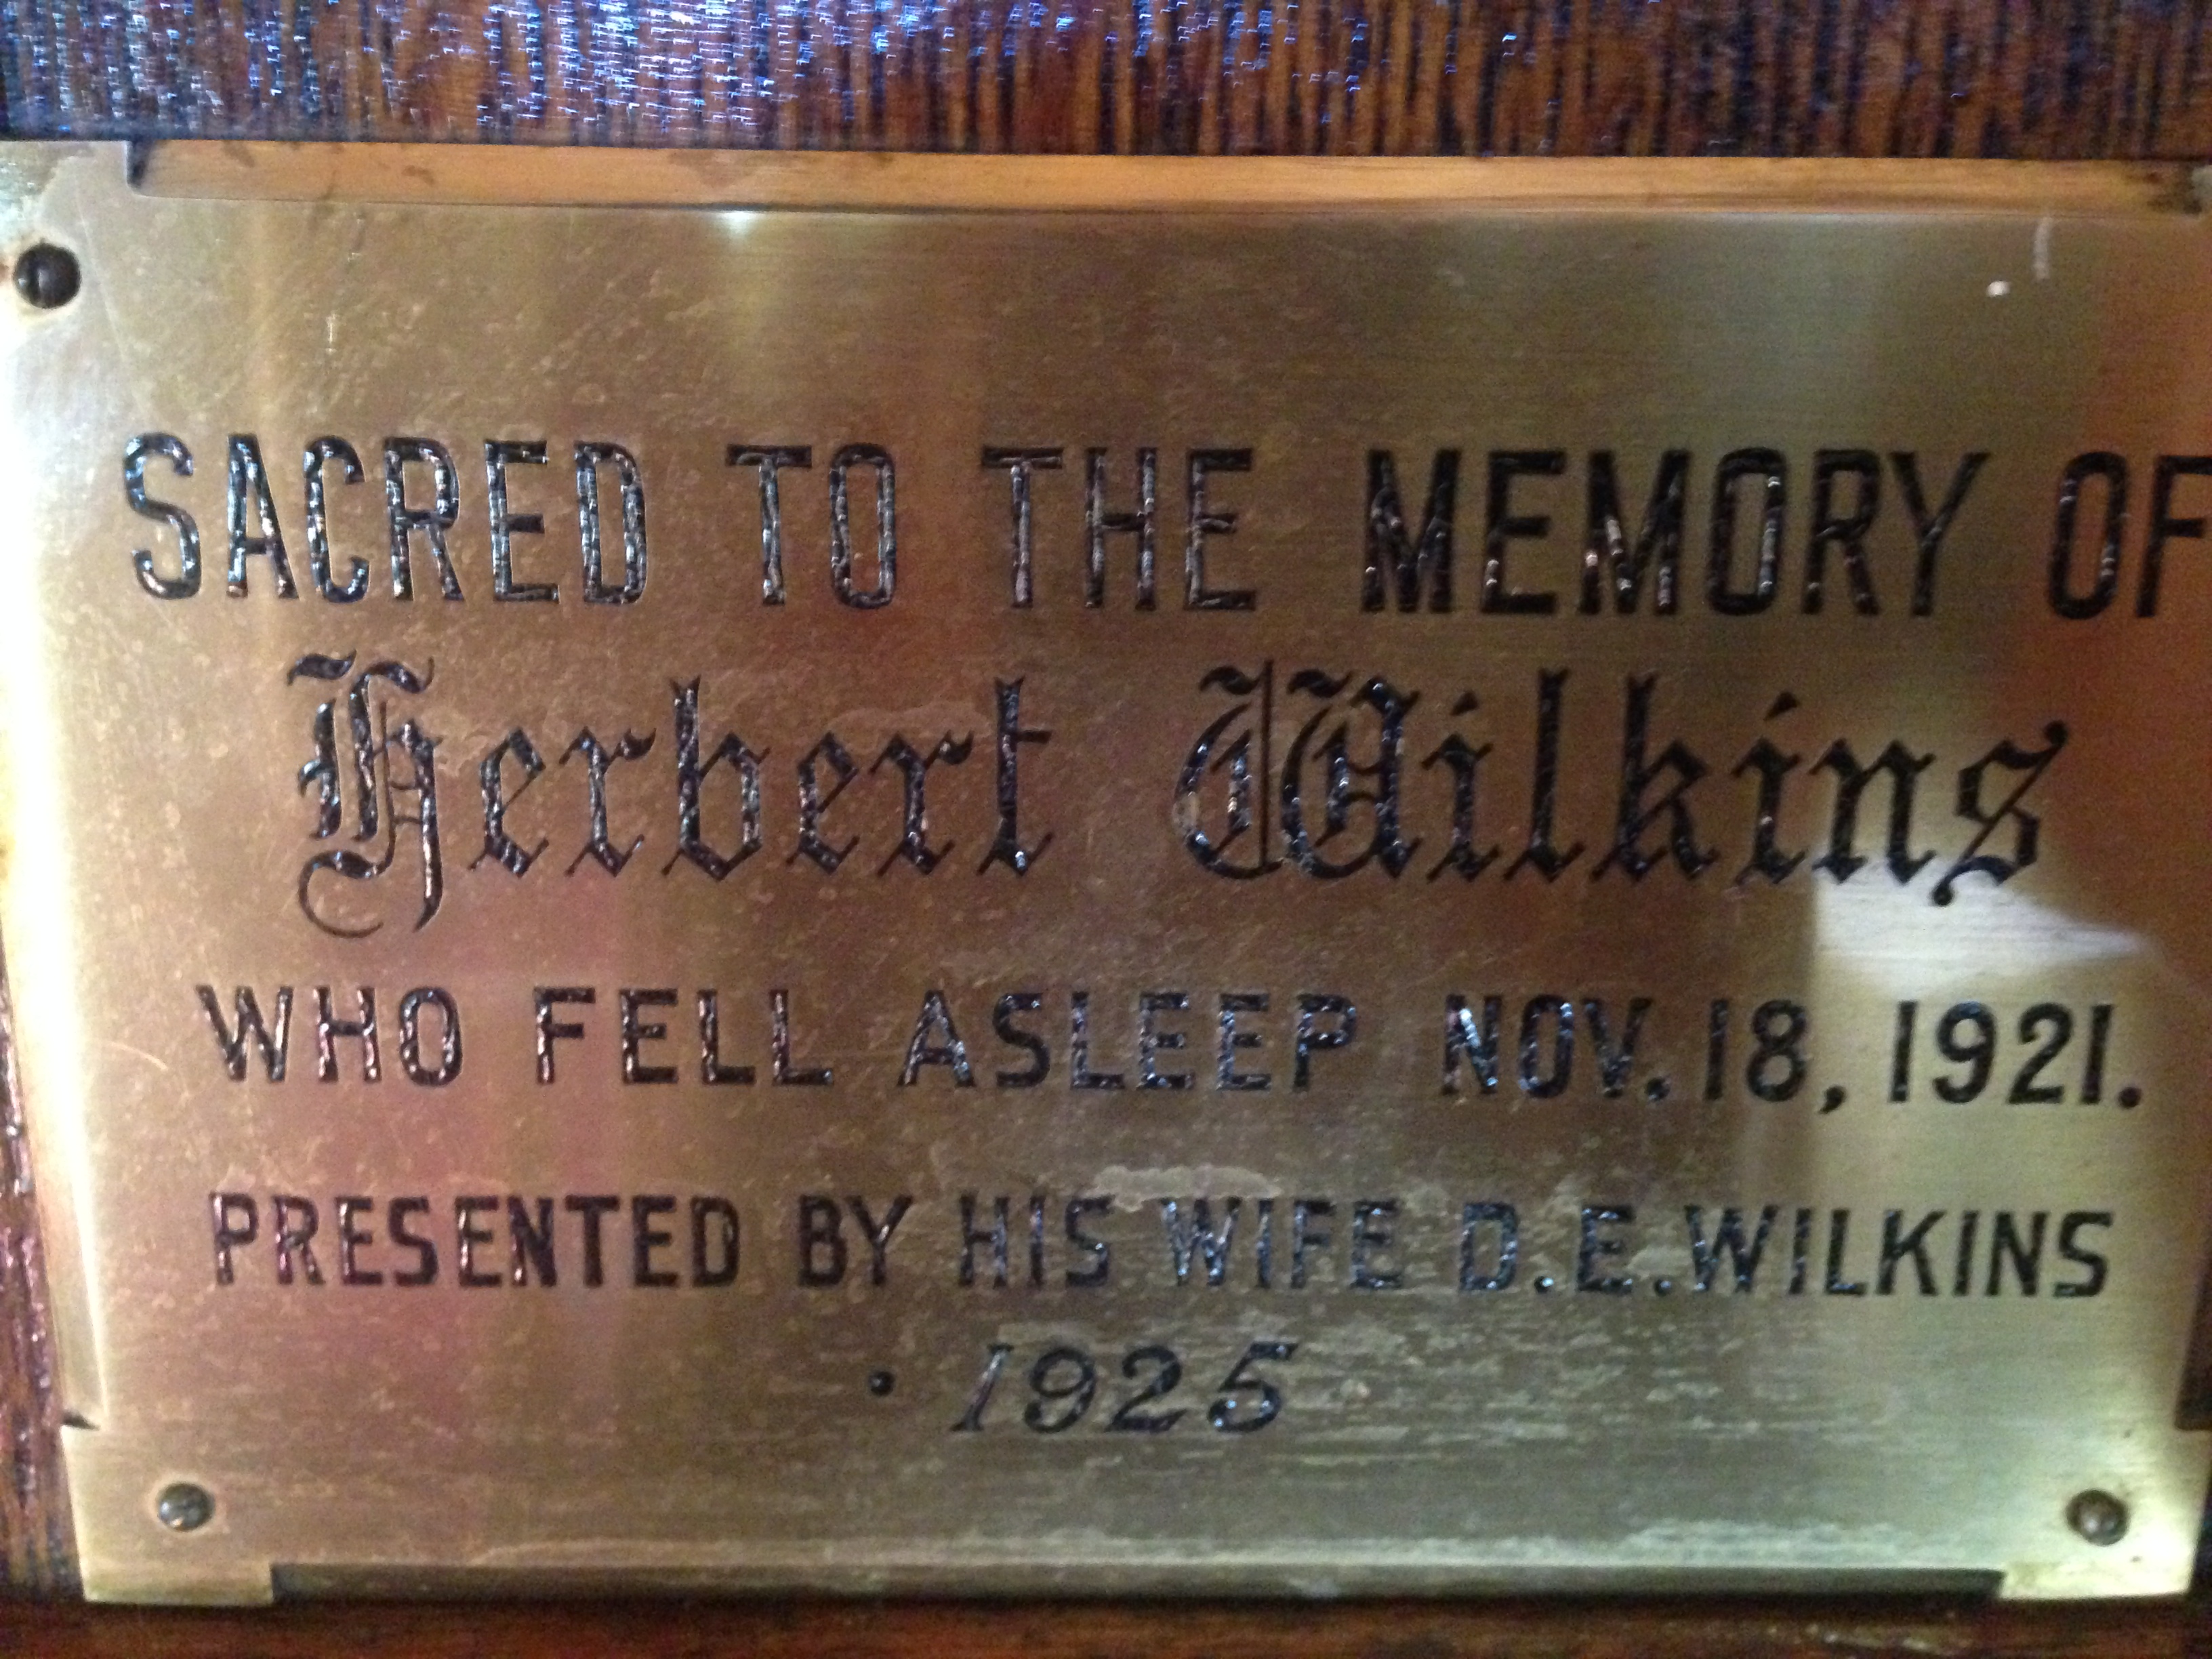 SACRED TO THE MEMORY OF
Herbert Wilkins
WHO FELL ASLEEP NOV. 18, 1921.
PRESENTED BY HIS WIFE D.E.WILKINS
· 1925